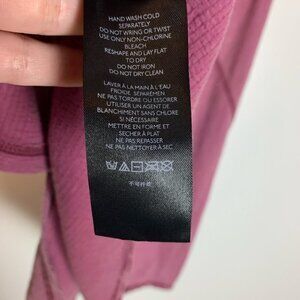 HAND WASH COLD
SEPARATELY
DO NOT WRING OR TWIST
USE ONLY NON-CHLORINE
BLEACH
RESHAPE AND LAY FLAT
TO DRY
DO NOT IRON
DO NOT DRY CLEAN
LAVER À LA MAIN À L'EAU
FROIDE, SÉPARÉMEN
NE PAS TORDRE OU ESSORER
UTILISER UN AGENT DE
BLANCHIMENT SANS CHLORE
SI NÉCESSAIRE
METTRE EN FORME ET
SÉCHER À PLAT
NE PAS REPASSER
NE PAS NETTOYER À SEC